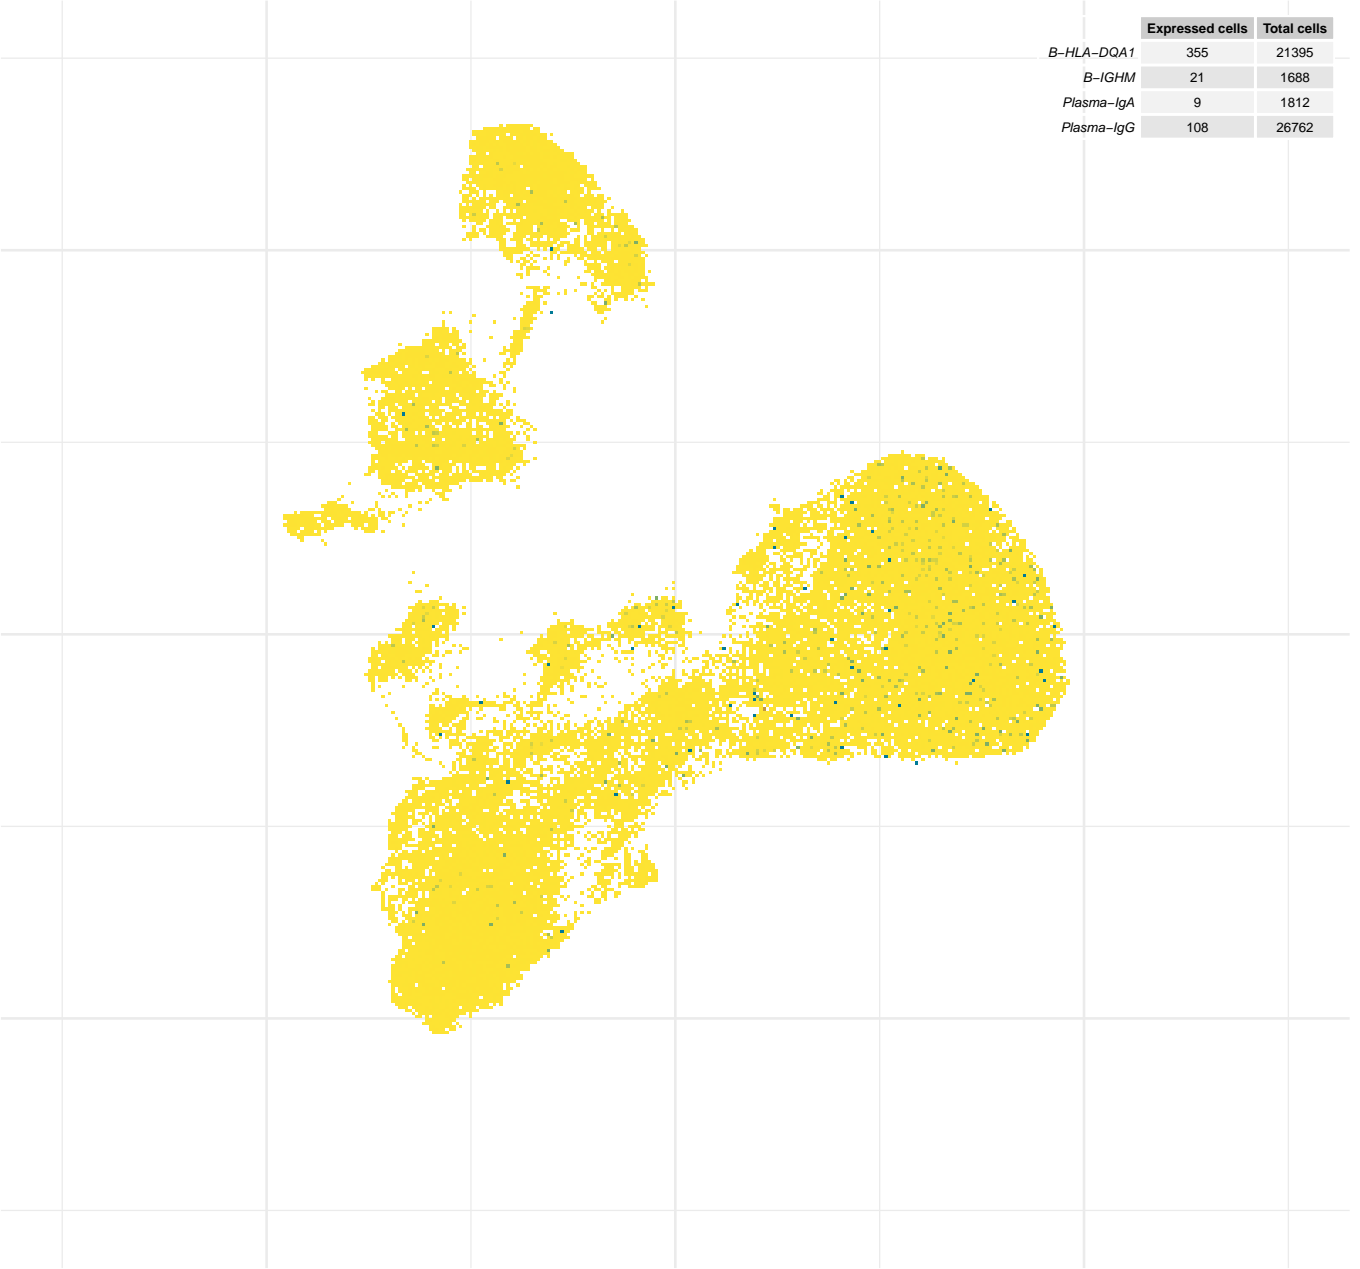 Expressed cells Total cells
B−HLA−DQA1 355 21395
B−IGHM 21 1688
Plasma−IgA 9 1812
Plasma−IgG 108 26762